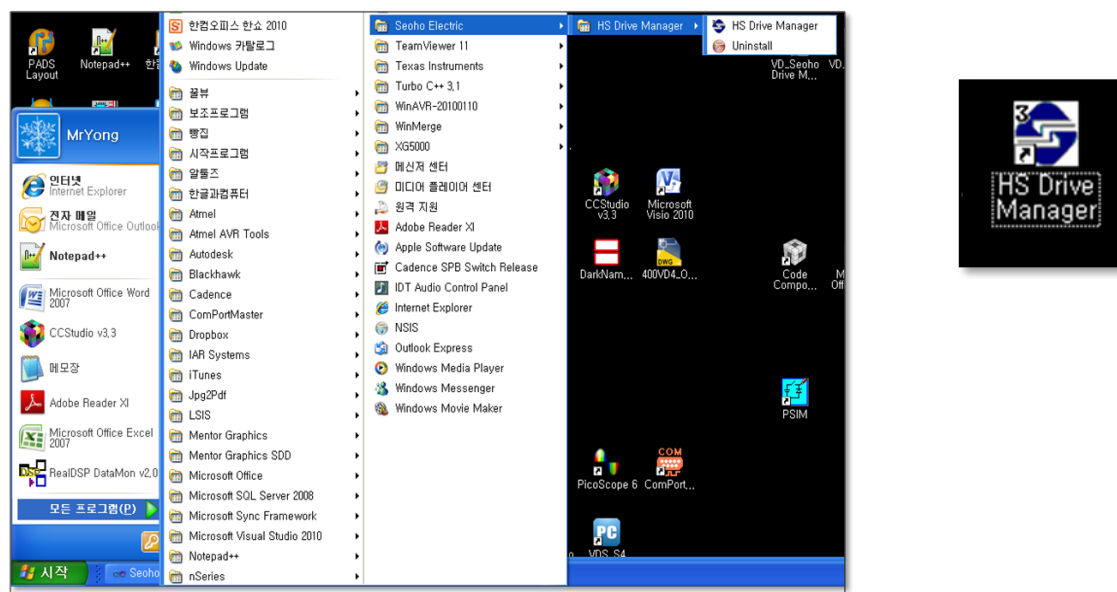 PADS
Layout
Notepad++
MrYong
인터넷
Internet Explorer
전자 메일
Microsoft Office Outlook
Notepad++
Microsoft Office Word
2007
CCStudio v3,3
메모장
Adobe Reader XI
Microsoft Office Excel
2007
RealDSP DataMon v2,0
모든 프로그램(P)
시작
Seoho
한컴오피스 한쇼 2010
Windows 카탈로그
Windows Update
꿀뷰
보조프로그램
빵집
시작프로그램
알툴즈
한글과컴퓨터
Atmel
Atmel AVR Tools
Autodesk
Blackhawk
Cadence
ComPortMaster
Dropbox
IAR Systems
iTunes
Jpg2Pdf
LSIS
Mentor Graphics
Mentor Graphics SDD
Microsoft Office
Microsoft SQL Server 2008
Microsoft Sync Framework
Microsoft Visual Studio 2010
Notepad++
nSeries
Seoho Electric
TeamViewer 11
Texas Instruments
Turbo C++ 3,1
WinAVR-20100110
WinMerge
XG5000
메신저 센터
미디어 플레이어 센터
원격 지원
Adobe Reader XI
Apple Software Update
Cadence SPB Switch Release
IDT Audio Control Panel
Internet Explorer
NSIS
Outlook Express
Windows Media Player
Windows Messenger
Windows Movie Maker
HS Drive Manager
HS Drive Manager
Uninstall
VD_Seoho
Drive M...
VD_
CCStudio
v3,3
Microsoft
Visio 2010
DarkNam...
400VD4_O...
Code
Compo...
PSIM
COM
PicoScope 6
ComPort...
PC
VDS_S4
3
HS Drive
Manager